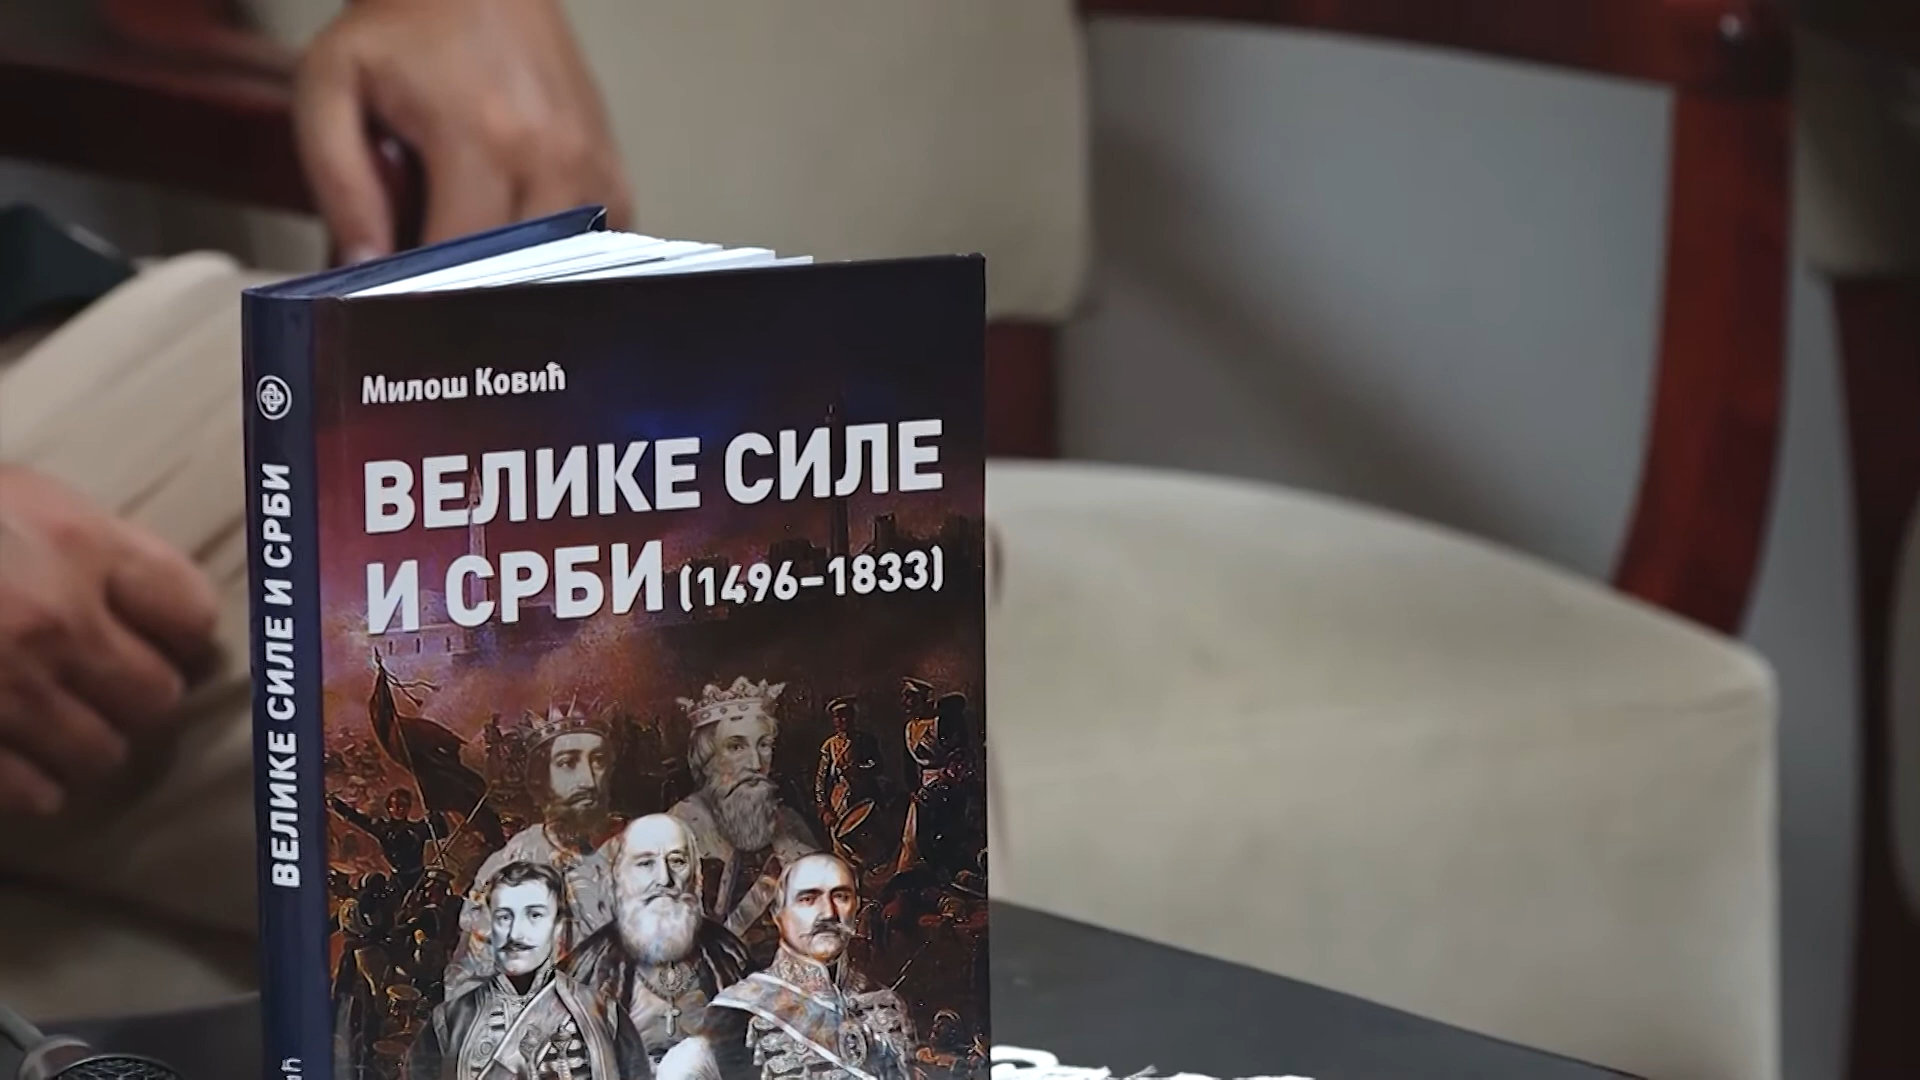 Милош Ковић
ВЕЛИКЕ СИЛЕ
И СРБИ (1496–1833)
ВЕЛИКЕ СИЛЕ И СРБИ